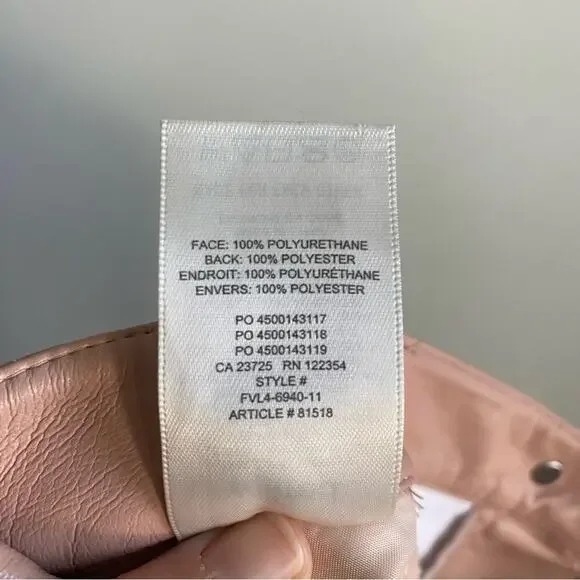 FACE: 100% POLYURETHANE
BACK: 100% POLYESTER
ENDROIT: 100% POLYURÉTHANE
ENVERS: 100% POLYESTER
PO 4500143117
PO 4500143118
PO 4500143119
CA 23725 RN 122354
STYLE #
FVL4-6940-11
ARTICLE # 81518